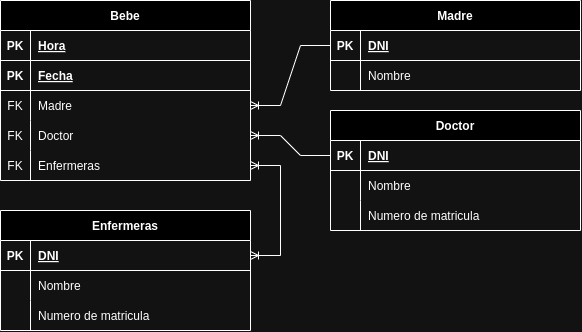 Bebe
PK Hora
PK Fecha
FK Madre
FK Doctor
FK Enfermeras
Madre
PK DNI
Nombre
Doctor
PK DNI
Nombre
Numero de matricula
Enfermeras
PK DNI
Nombre
Numero de matricula